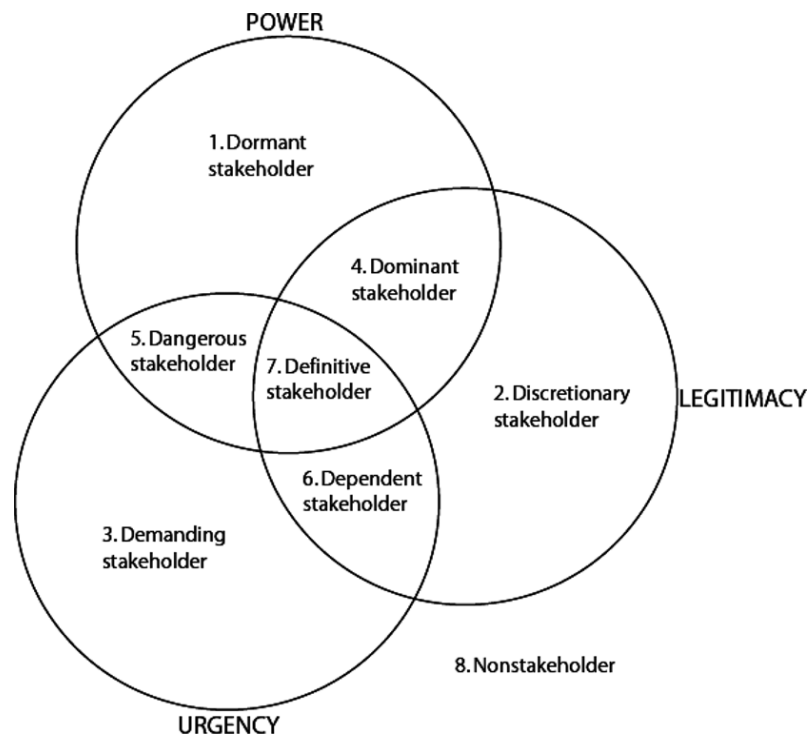 POWER
1. Dormant
stakeholder
4. Dominant
stakeholder
5. Dangerous
stakeholder
7. Definitive
stakeholder
2. Discretionary
stakeholder
LEGITIMACY
6. Dependent
stakeholder
3. Demanding
stakeholder
8. Nonstakeholder
URGENCY